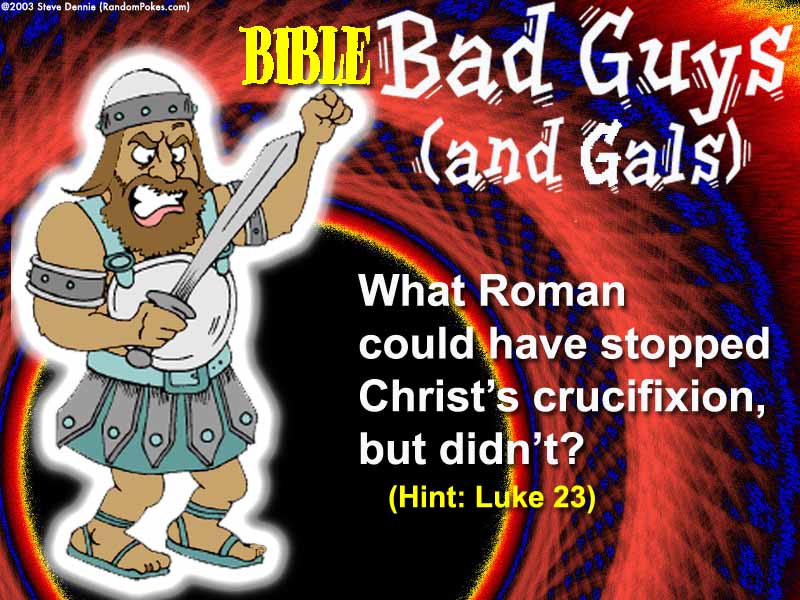 ©2003 Steve Dennie (RandomPokes.com)
BIBLE Bad Guys
(and Gals)
What Roman
could have stopped
Christ’s crucifixion,
but didn’t?
(Hint: Luke 23)